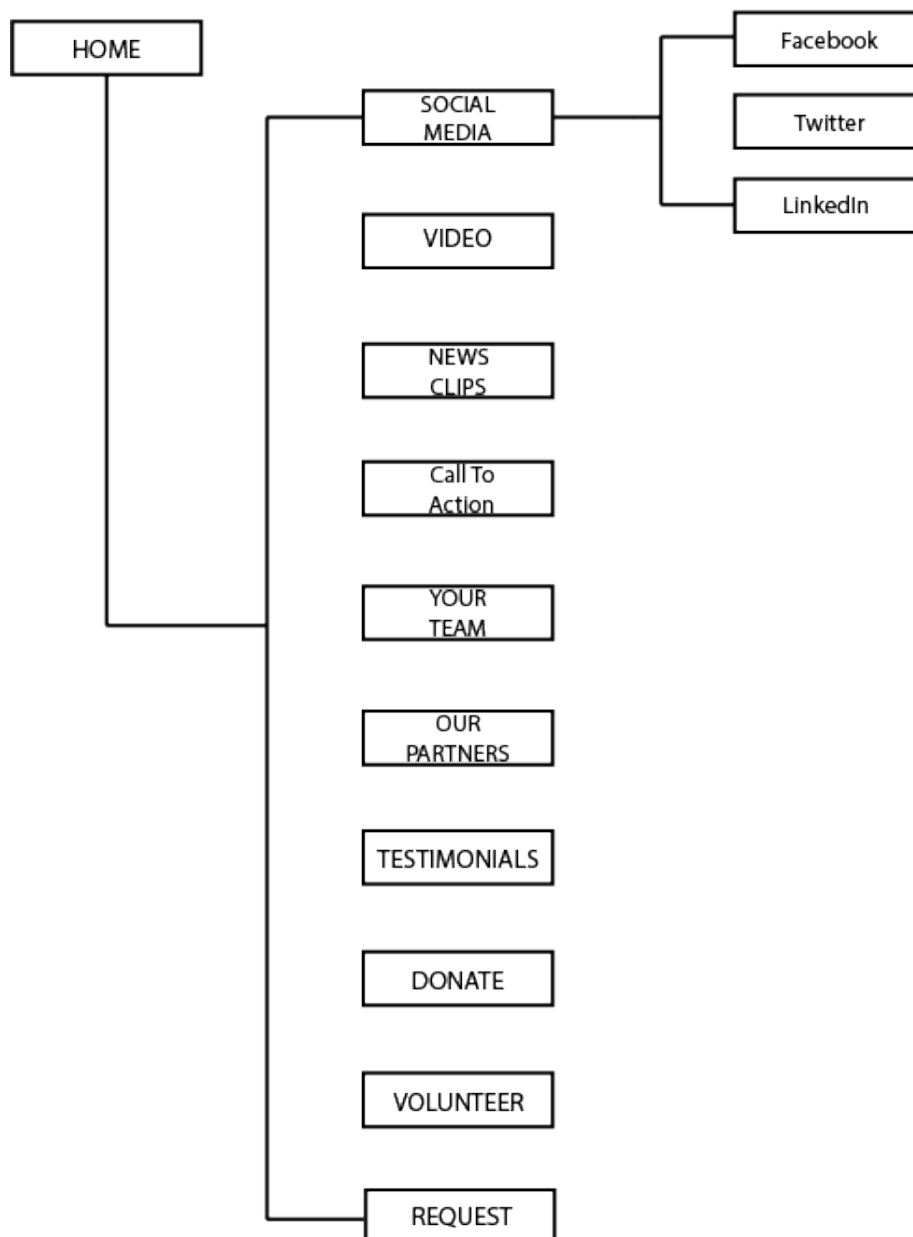 HOME
SOCIAL
MEDIA
Facebook
Twitter
LinkedIn
VIDEO
NEWS
CLIPS
Call To
Action
YOUR
TEAM
OUR
PARTNERS
TESTIMONIALS
DONATE
VOLUNTEER
REQUEST